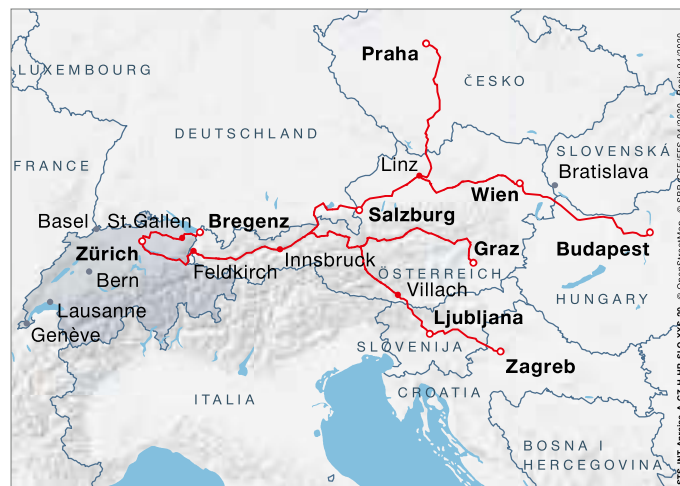 Praha
LUXEMBOURG
ČESKO
DEUTSCHLAND
SLOVENSKÁ
FRANCE
Linz
Bratislava
Wien
Basel
St.Gallen
Bregenz
Salzburg
Zürich
Graz
Budapest
Feldkirch
Innsbruck
Bern
ÖSTERREICH
HUNGARY
Villach
Lausanne
Ljubljana
Genève
SLOVENIJA
Zagreb
ITALIA
CROATIA
BOSNA I
HERCEGOVINA